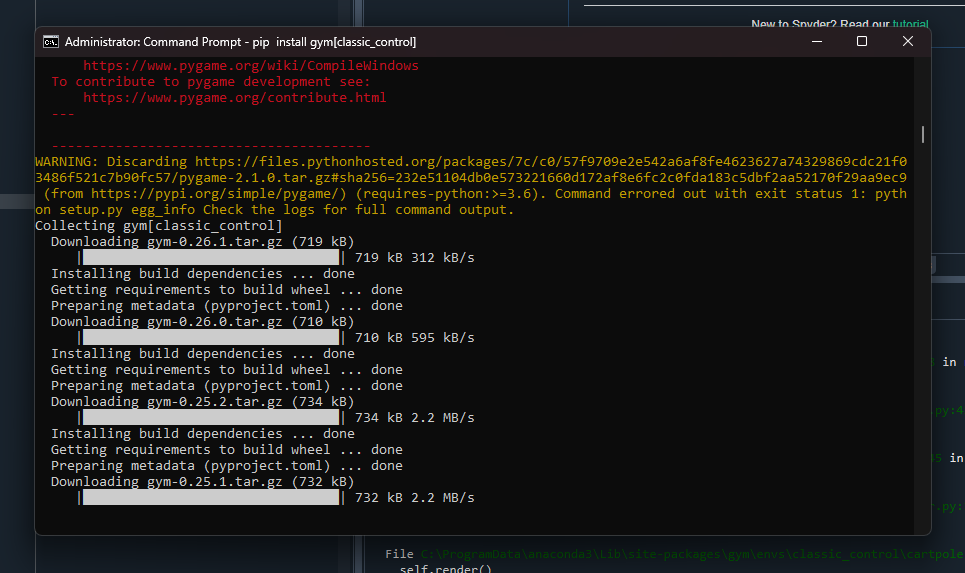 New to Spyder? Read our tutorial
Administrator: Command Prompt - pip  install gym[classic_control]
https://www.pygame.org/wiki/CompileWindows
To contribute to pygame development see:
https://www.pygame.org/contribute.html
---
----------------------------------------
WARNING: Discarding https://files.pythonhosted.org/packages/7c/c0/57f9709e2e542a6af8fe4623627a74329869cdc21f0
3486f521c7b90fc57/pygame-2.1.0.tar.gz#sha256=232e51104db0e573221660d172af8e6fc2c0fda183c5dbf2aa52170f29aa9ec9
(from https://pypi.org/simple/pygame/) (requires-python:>=3.6). Command errored out with exit status 1: pyth
on setup.py egg_info Check the logs for full command output.
Collecting gym[classic_control]
Downloading gym-0.26.1.tar.gz (719 kB)
| | 719 kB 312 kB/s
Installing build dependencies ... done
Getting requirements to build wheel ... done
Preparing metadata (pyproject.toml) ... done
Downloading gym-0.26.0.tar.gz (710 kB)
| | 710 kB 595 kB/s
Installing build dependencies ... done
Getting requirements to build wheel ... done
Preparing metadata (pyproject.toml) ... done
Downloading gym-0.25.2.tar.gz (734 kB)
| | 734 kB 2.2 MB/s
Installing build dependencies ... done
Getting requirements to build wheel ... done
Preparing metadata (pyproject.toml) ... done
Downloading gym-0.25.1.tar.gz (732 kB)
| | 732 kB 2.2 MB/s
in
.py:4
in
.py:
File C:\ProgramData\anaconda3\Lib\site-packages\gym\envs\classic_control\cartpole
self.render()